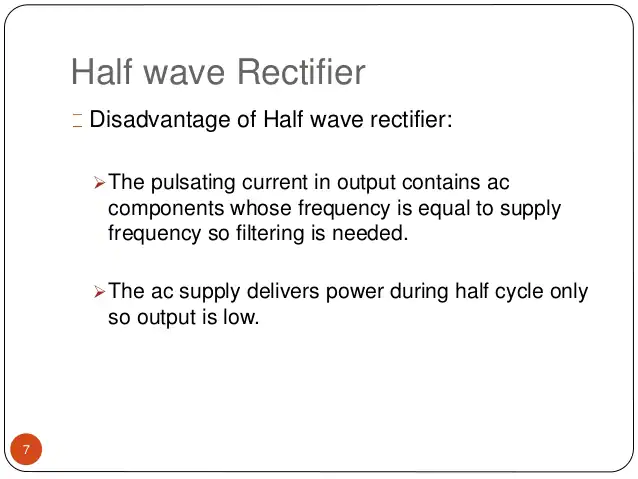 Half wave Rectifier
Disadvantage of Half wave rectifier:
The pulsating current in output contains ac
components whose frequency is equal to supply
frequency so filtering is needed.
The ac supply delivers power during half cycle only
so output is low.
7